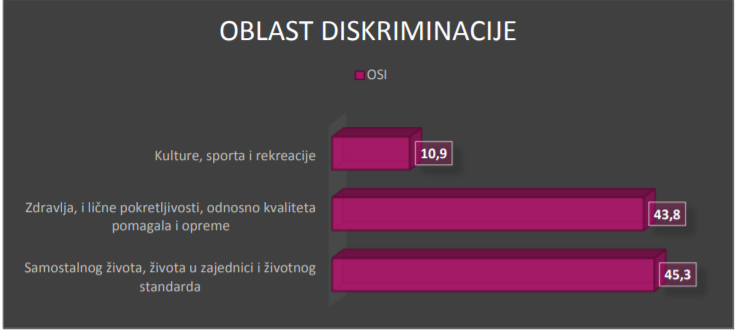 OBLAST DISKRIMINACIJE
OSI
Kulture, sporta i rekreacije
10,9
Zdravlja, i lične pokretljivosti, odnosno kvaliteta
pomagala i opreme
43,8
Samostalnog života, života u zajednici i životnog
standarda
45,3